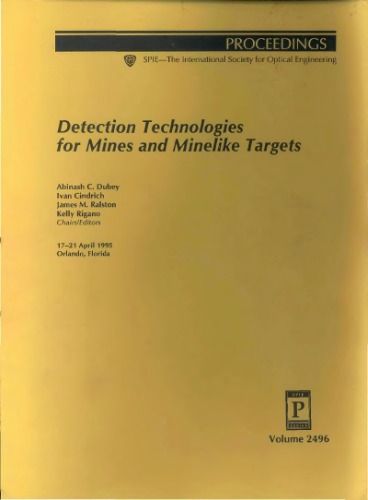 PROCEEDINGS
SPIE—The International Society for Optical Engineering
Detection Technologies
for Mines and Minelike Targets
Abinash C. Dubey
Ivan Cindrich
James M. Ralston
Kelly Rigano
Chairs/Editors
17–21 April 1995
Orlando, Florida
SPIE
P
Volume 2496